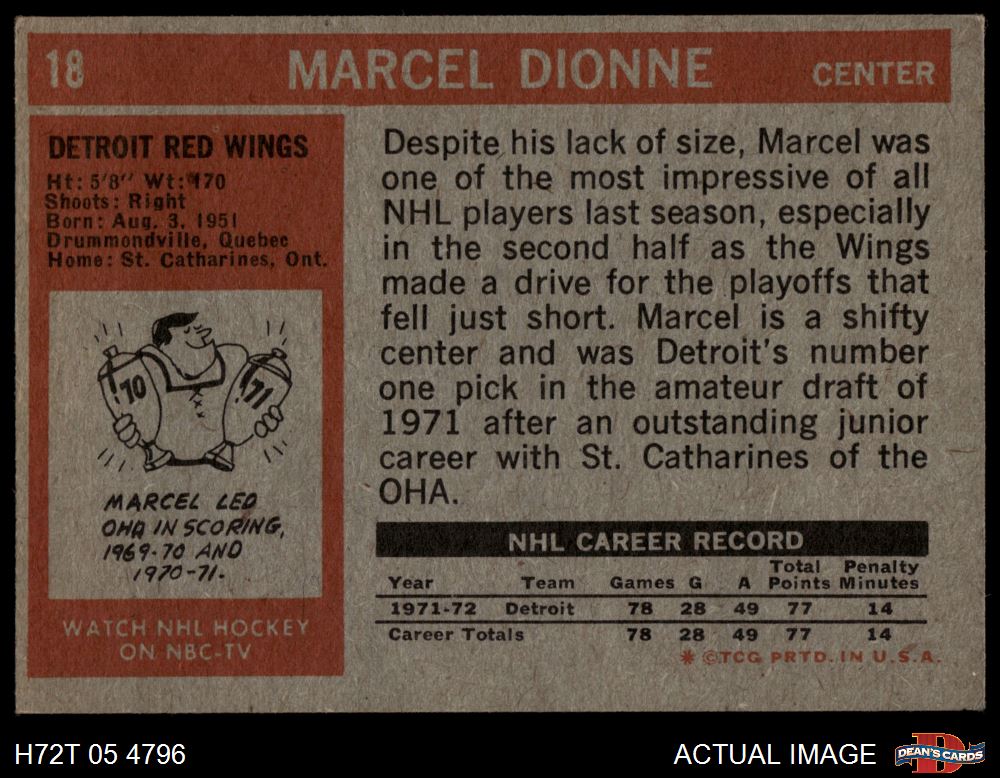 18 MARCEL DIONNE CENTER
DETROIT RED WINGS
Ht: 5'8" Wt: 170
Shoots: Right
Born: Aug. 3, 1951
Drummondville, Quebec
Home: St. Catharines, Ont.
'70 '71
MARCEL LED
OHA IN SCORING,
1969-70 AND
1970-71.
WATCH NHL HOCKEY
ON NBC-TV
Despite his lack of size, Marcel was
one of the most impressive of all
NHL players last season, especially
in the second half as the Wings
made a drive for the playoffs that
fell just short. Marcel is a shifty
center and was Detroit's number
one pick in the amateur draft of
1971 after an outstanding junior
career with St. Catharines of the
OHA.
NHL CAREER RECORD
Year Team Games G A Total Points Penalty Minutes
1971-72 Detroit 78 28 49 77 14
Career Totals 78 28 49 77 14
* ©TCG PRTD. IN U.S.A.
H72T 05 4796 ACTUAL IMAGE DEAN'S CARDS